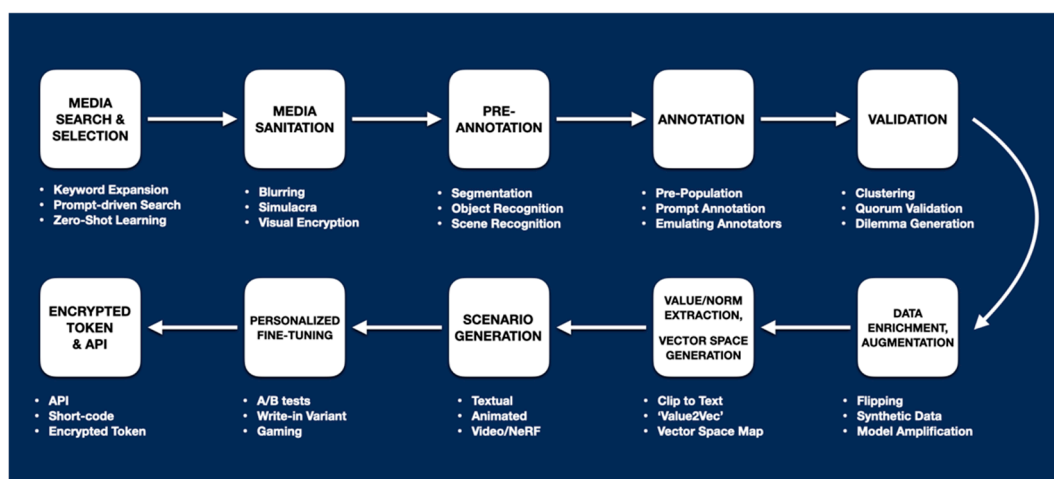 MEDIA
SEARCH &
SELECTION
• Keyword Expansion
• Prompt-driven Search
• Zero-Shot Learning
MEDIA
SANITATION
• Blurring
• Simulacra
• Visual Encryption
PRE-
ANNOTATION
• Segmentation
• Object Recognition
• Scene Recognition
ANNOTATION
• Pre-Population
• Prompt Annotation
• Emulating Annotators
VALIDATION
• Clustering
• Quorum Validation
• Dilemma Generation
DATA
ENRICHMENT,
AUGMENTATION
• Flipping
• Synthetic Data
• Model Amplification
VALUE/NORM
EXTRACTION,
VECTOR SPACE
GENERATION
• Clip to Text
• ‘Value2Vec’
• Vector Space Map
SCENARIO
GENERATION
• Textual
• Animated
• Video/NeRF
PERSONALIZED
FINE-TUNING
• A/B tests
• Write-in Variant
• Gaming
ENCRYPTED
TOKEN
& API
• API
• Short-code
• Encrypted Token